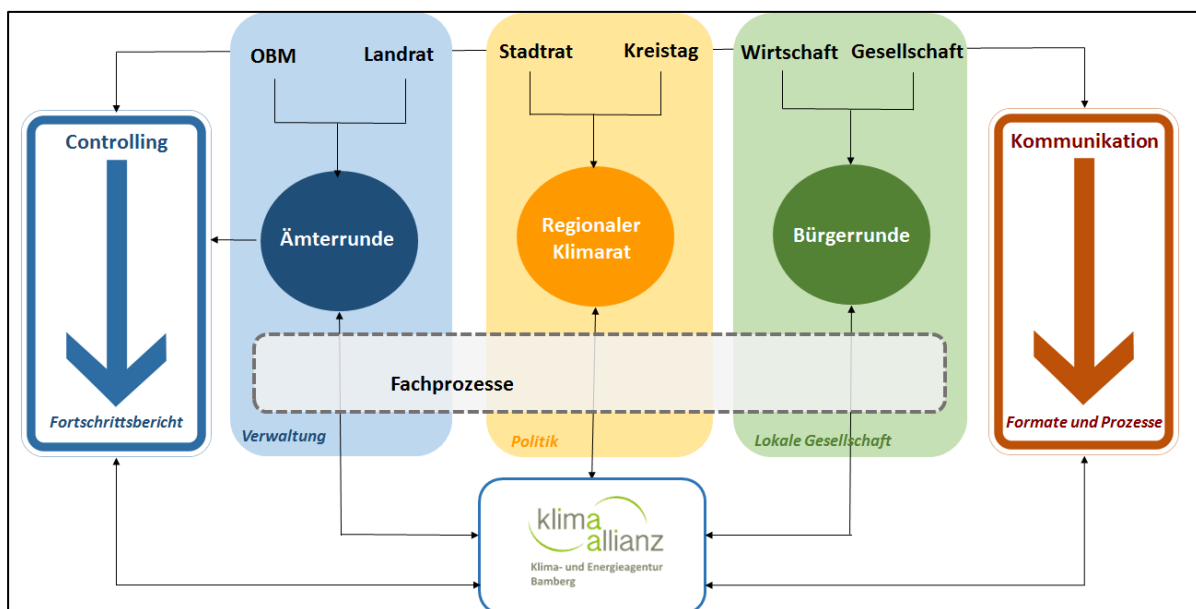 OBM
Landrat
Stadtrat
Kreistag
Wirtschaft
Gesellschaft
Controlling
Fortschrittsbericht
Kommunikation
Formate und Prozesse
Ämterrunde
Regionaler
Klimarat
Bürgerrunde
Fachprozesse
Verwaltung
Politik
Lokale Gesellschaft
klima
allianz
Klima- und Energieagentur
Bamberg